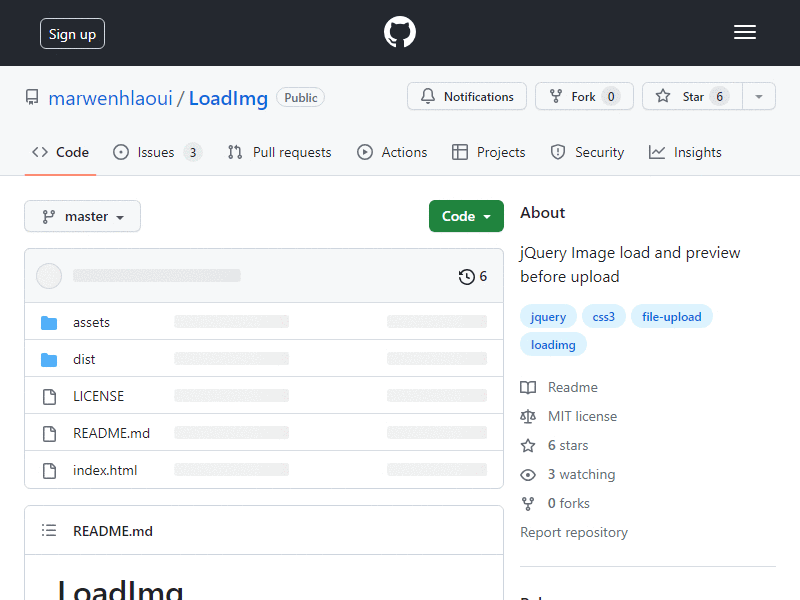 Sign up
marwenhlaoui / LoadImg Public
Notifications Fork 0 Star 6
Code Issues 3 Pull requests Actions Projects Security Insights
master Code
6
assets
dist
LICENSE
README.md
index.html
README.md
LoadImg
About
jQuery Image load and preview
before upload
jquery css3 file-upload
loadimg
Readme
MIT license
6 stars
3 watching
0 forks
Report repository